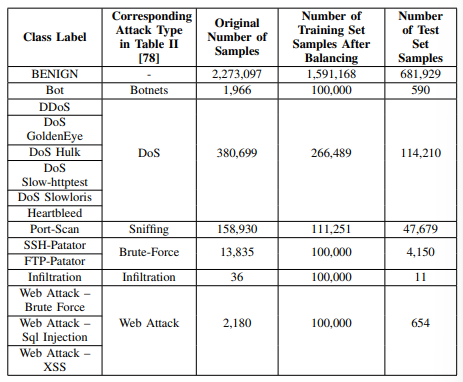 Class Label
Corresponding
Attack Type
in Table II
[78]
Original
Number of
Samples
Number of
Training Set
Samples After
Balancing
Number
of Test
Set
Samples
BENIGN - 2,273,097 1,591,168 681,929
Bot Botnets 1,966 100,000 590
DDoS
DoS
GoldenEye
DoS Hulk
DoS
Slow-httptest
DoS Slowloris
Heartbleed
DoS 380,699 266,489 114,210
Port-Scan Sniffing 158,930 111,251 47,679
SSH-Patator
FTP-Patator
Brute-Force 13,835 100,000 4,150
Infiltration Infiltration 36 100,000 11
Web Attack –
Brute Force
Web Attack –
Sql Injection
Web Attack –
XSS
Web Attack 2,180 100,000 654